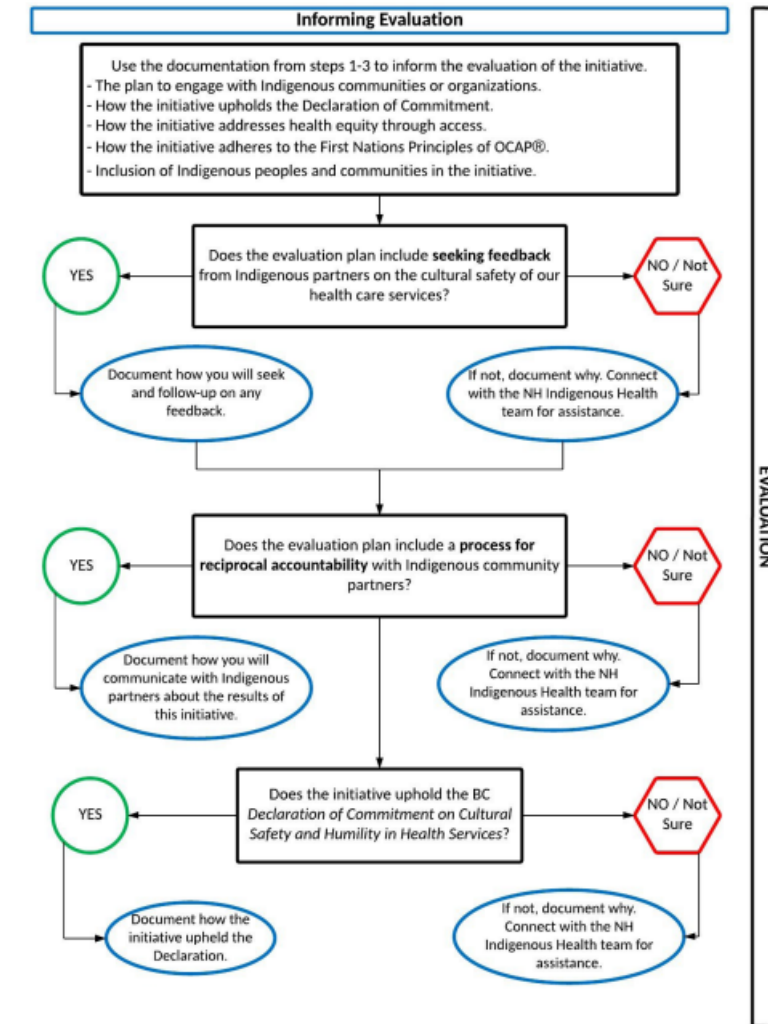 Informing Evaluation
Use the documentation from steps 1-3 to inform the evaluation of the initiative.
- The plan to engage with Indigenous communities or organizations.
- How the initiative upholds the Declaration of Commitment.
- How the initiative addresses health equity through access.
- How the initiative adheres to the First Nations Principles of OCAP®.
- Inclusion of Indigenous peoples and communities in the initiative.
Does the evaluation plan include seeking feedback
from Indigenous partners on the cultural safety of our
health care services?
YES
NO / Not
Sure
Document how you will seek
and follow-up on any
feedback.
If not, document why. Connect
with the NH Indigenous Health
team for assistance.
Does the evaluation plan include a process for
reciprocal accountability with Indigenous community
partners?
YES
NO / Not
Sure
Document how you will
communicate with Indigenous
partners about the results of
this initiative.
If not, document why.
Connect with the NH
Indigenous Health team for
assistance.
Does the initiative uphold the BC
Declaration of Commitment on Cultural
Safety and Humility in Health Services?
YES
NO / Not
Sure
Document how the
initiative upheld the
Declaration.
If not, document why.
Connect with the NH
Indigenous Health team for
assistance.
EVALUATION